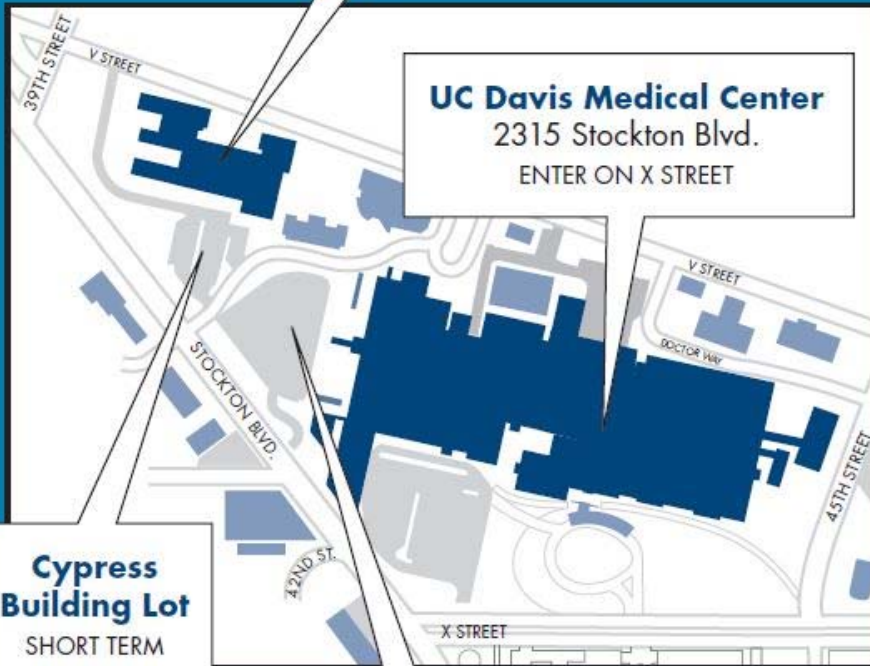 39TH STREET
V STREET
UC Davis Medical Center
2315 Stockton Blvd.
ENTER ON X STREET
V STREET
DOCTOR WAY
STOCKTON BLVD.
45TH STREET
42ND ST.
Cypress
Building Lot
SHORT TERM
X STREET